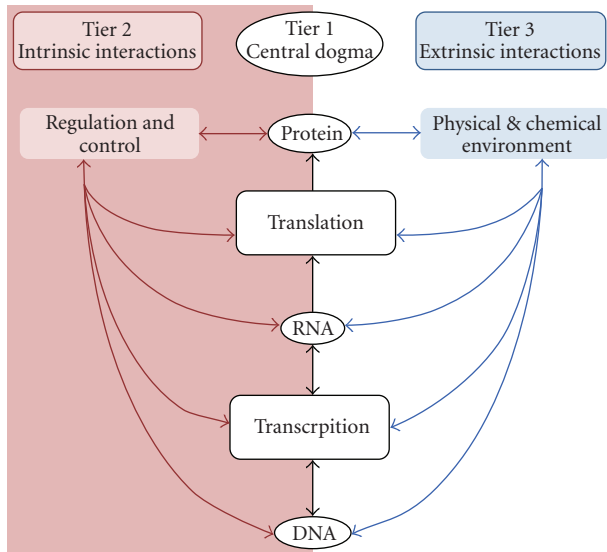 Tier 2
Intrinsic interactions
Tier 1
Central dogma
Tier 3
Extrinsic interactions
Regulation and
control
Protein
Physical & chemical
environment
Translation
RNA
Transcrpition
DNA